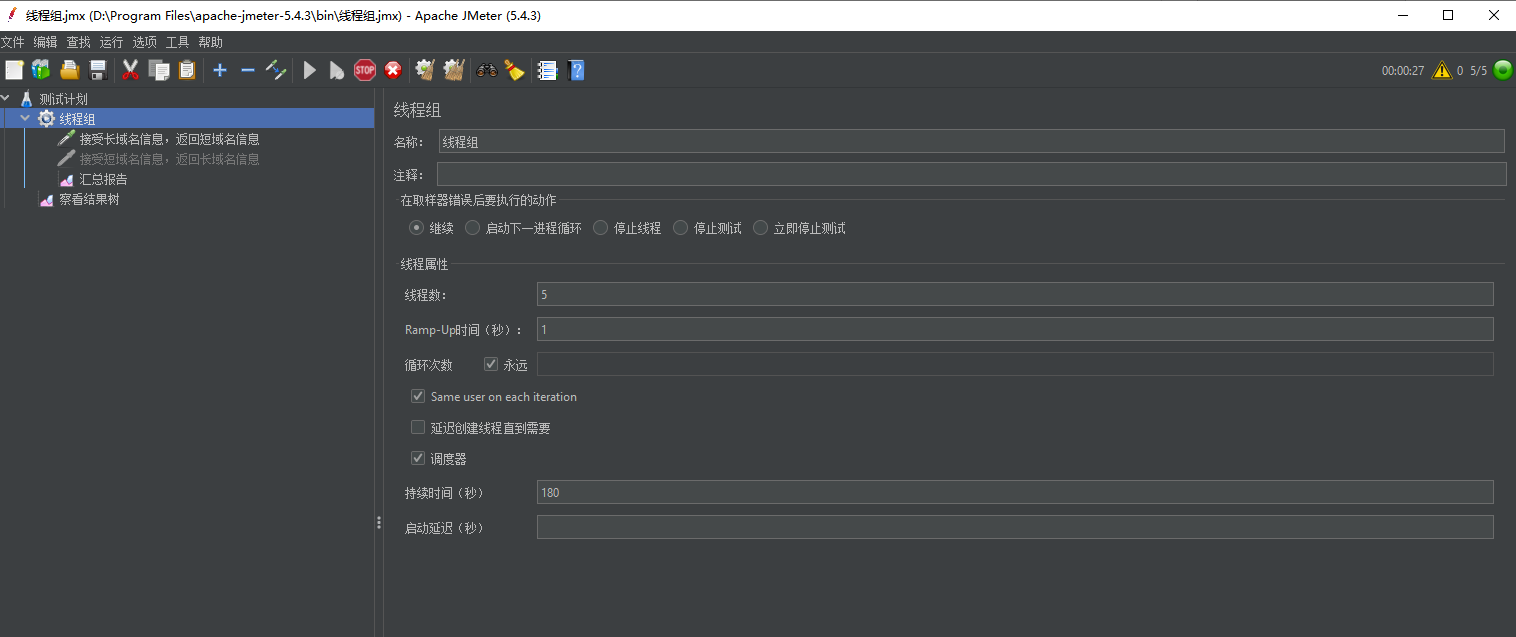 线程组.jmx (D:\Program Files\apache-jmeter-5.4.3\bin\线程组.jmx) - Apache JMeter (5.4.3)
文件 编辑 查找 运行 选项 工具 帮助
STOP ? 00:00:27 0 5/5
测试计划
线程组
接受长域名信息，返回短域名信息
接受短域名信息，返回长域名信息
汇总报告
察看结果树
线程组
名称： 线程组
注释：
在取样器错误后要执行的动作
继续 启动下一进程循环 停止线程 停止测试 立即停止测试
线程属性
线程数： 5
Ramp-Up时间（秒）： 1
循环次数 永远
Same user on each iteration
延迟创建线程直到需要
调度器
持续时间（秒） 180
启动延迟（秒）